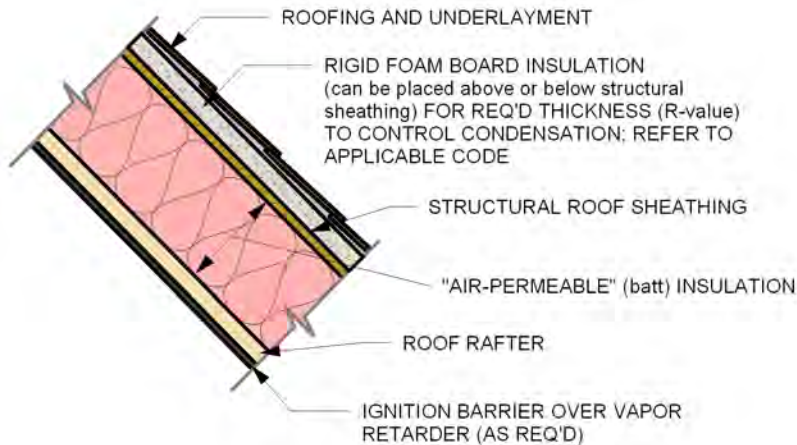 ROOFING AND UNDERLAYMENT
RIGID FOAM BOARD INSULATION
(can be placed above or below structural
sheathing) FOR REQ'D THICKNESS (R-value)
TO CONTROL CONDENSATION: REFER TO
APPLICABLE CODE
STRUCTURAL ROOF SHEATHING
"AIR-PERMEABLE" (batt) INSULATION
ROOF RAFTER
IGNITION BARRIER OVER VAPOR
RETARDER (AS REQ'D)